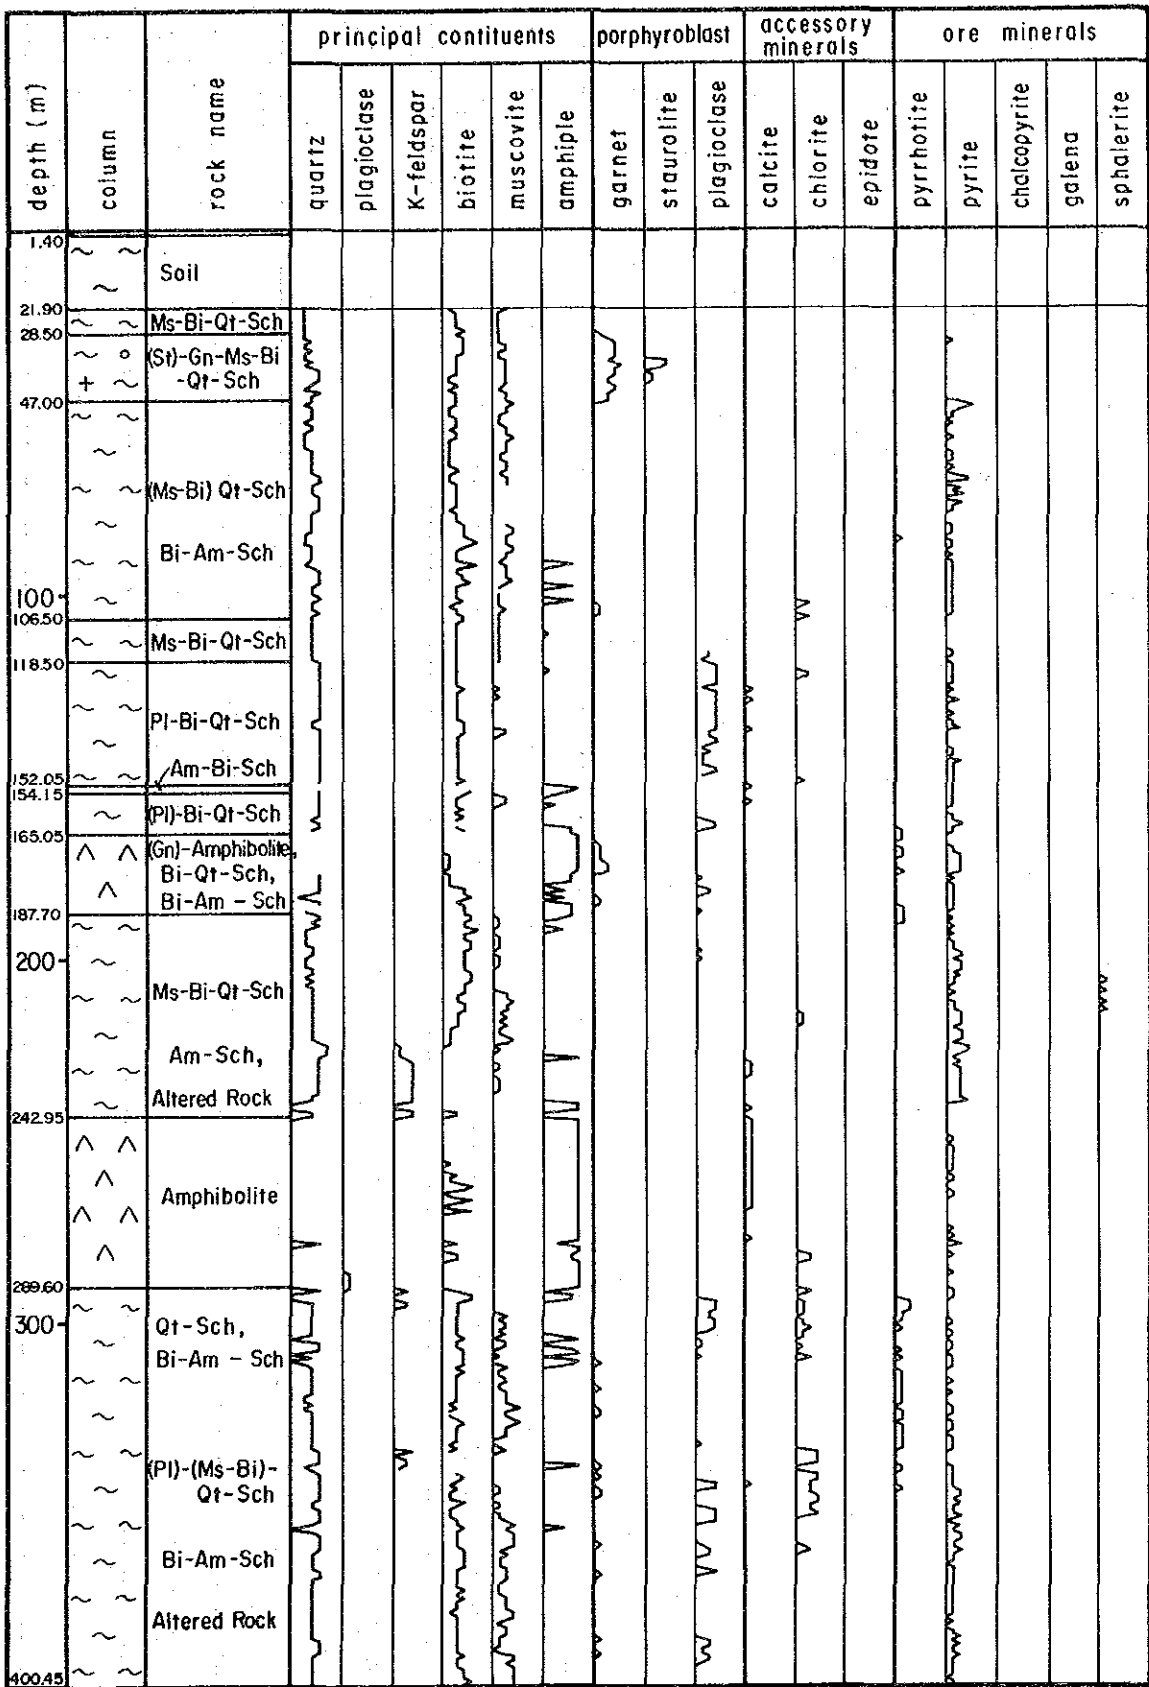 principal contituents
porphyroblast
accessory
minerals
ore minerals
depth (m)
column
rock name
quartz
plagioclase
K-feldspar
biotite
muscovite
amphiple
garnet
staurolite
plagioclase
calcite
chlorite
epidote
pyrrhotite
pyrite
chalcopyrite
galena
sphalerite
1.40
Soil
21.90
Ms-Bi-Qt-Sch
28.50
(St)-Gn-Ms-Bi
-Qt-Sch
47.00
(Ms-Bi) Qt-Sch
Bi-Am-Sch
100
106.50
Ms-Bi-Qt-Sch
118.50
Pl-Bi-Qt-Sch
Am-Bi-Sch
152.05
154.15
(Pl)-Bi-Qt-Sch
165.05
(Gn)-Amphibolite,
Bi-Qt-Sch,
Bi-Am-Sch
187.70
200
Ms-Bi-Qt-Sch
Am-Sch,
Altered Rock
242.95
Amphibolite
289.60
300
Qt-Sch,
Bi-Am-Sch
(Pl)-(Ms-Bi)-
Qt-Sch
Bi-Am-Sch
Altered Rock
400.45